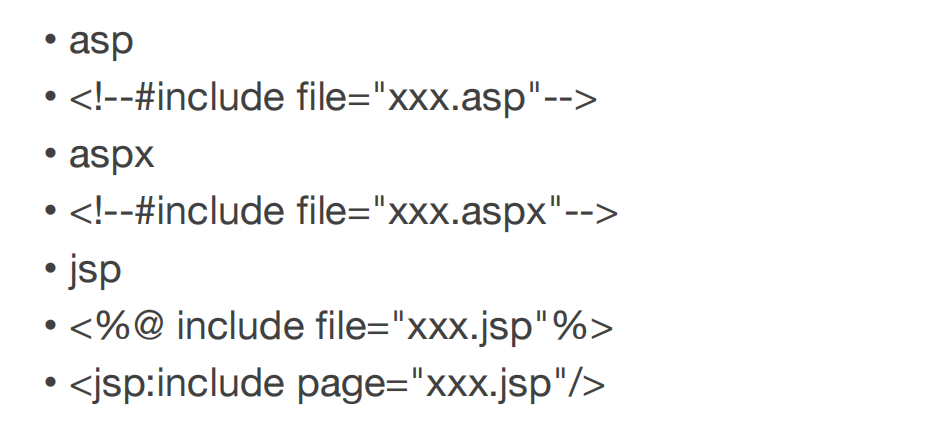 • asp
• <!--#include file="xxx.asp"-->
• aspx
• <!--#include file="xxx.aspx"-->
• jsp
• <%@ include file="xxx.jsp"%>
• <jsp:include page="xxx.jsp"/>